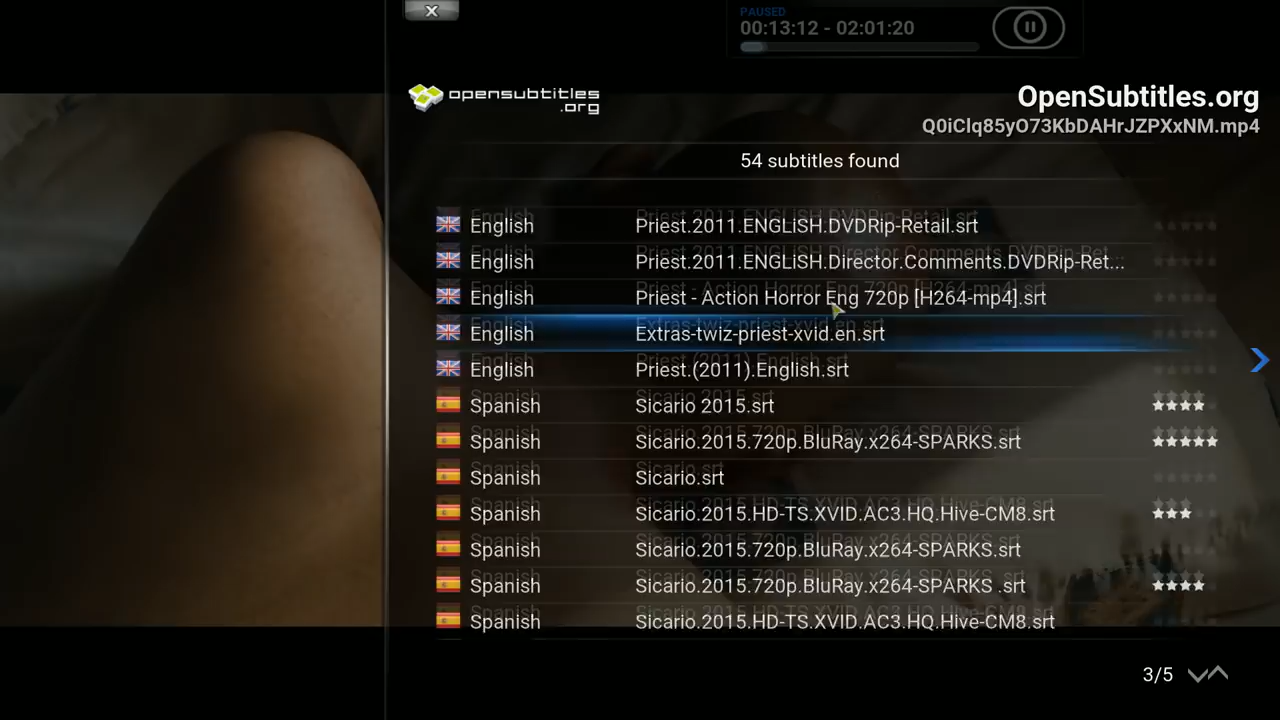 PAUSED
00:13:12 - 02:01:20
opensubtitles
.org
OpenSubtitles.org
54 subtitles found
English Priest.2011.ENGLiSH.DVDRip-Retail.srt
English Priest.2011.ENGLiSH.Director.Comments.DVDRip-Ret...
English Priest - Action Horror Eng 720p [H264-mp4].srt
English Extras-twiz-priest-xvid.en.srt
English Priest.(2011).English.srt
Spanish Sicario 2015.srt
Spanish Sicario.2015.720p.BluRay.x264-SPARKS.srt
Spanish Sicario.srt
Spanish Sicario.2015.HD-TS.XVID.AC3.HQ.Hive-CM8.srt
Spanish Sicario.2015.720p.BluRay.x264-SPARKS.srt
Spanish Sicario.2015.720p.BluRay.x264-SPARKS .srt
Spanish Sicario.2015.HD-TS.XVID.AC3.HQ.Hive-CM8.srt
3/5